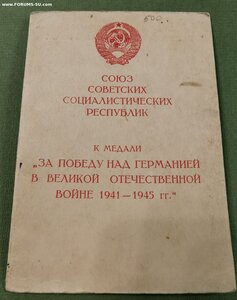 www.FORUMS-SU.com
500
СОЮЗ
СОВЕТСКИХ
СОЦИАЛИСТИЧЕСКИХ
РЕСПУБЛИК
К МЕДАЛИ
„ЗА ПОБЕДУ НАД ГЕРМАНИЕЙ
В ВЕЛИКОЙ ОТЕЧЕСТВЕННОЙ
ВОЙНЕ 1941—1945 гг.“